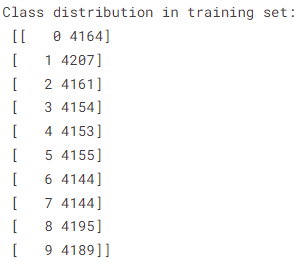 Class distribution in training set:
[[   0 4164]
[   1 4207]
[   2 4161]
[   3 4154]
[   4 4153]
[   5 4155]
[   6 4144]
[   7 4144]
[   8 4195]
[   9 4189]]